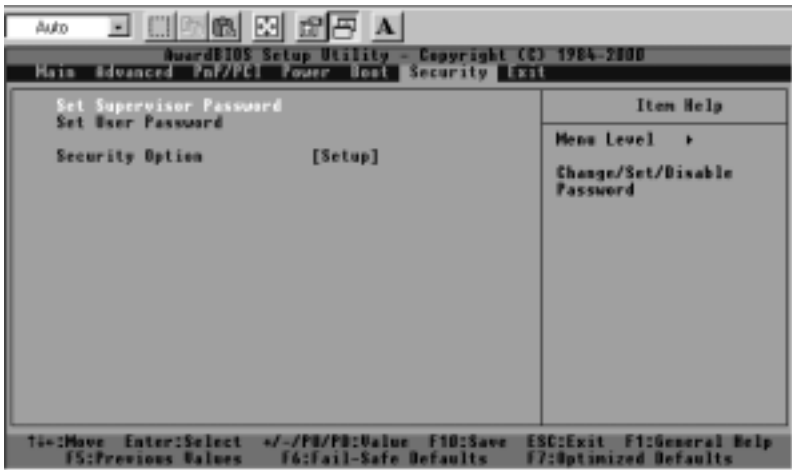 Auto
A
AwardBIOS Setup Utility - Copyright (C) 1984-2000
Main Advanced PnP/PCI Power Boot Security Exit
Set Supervisor Password
Set User Password
Security Option [Setup]
Item Help
Menu Level ▸
Change/Set/Disable
Password
↑↓←:Move Enter:Select +/-/PU/PD:Value F10:Save ESC:Exit F1:General Help
F5:Previous Values F6:Fail-Safe Defaults F7:Optimized Defaults